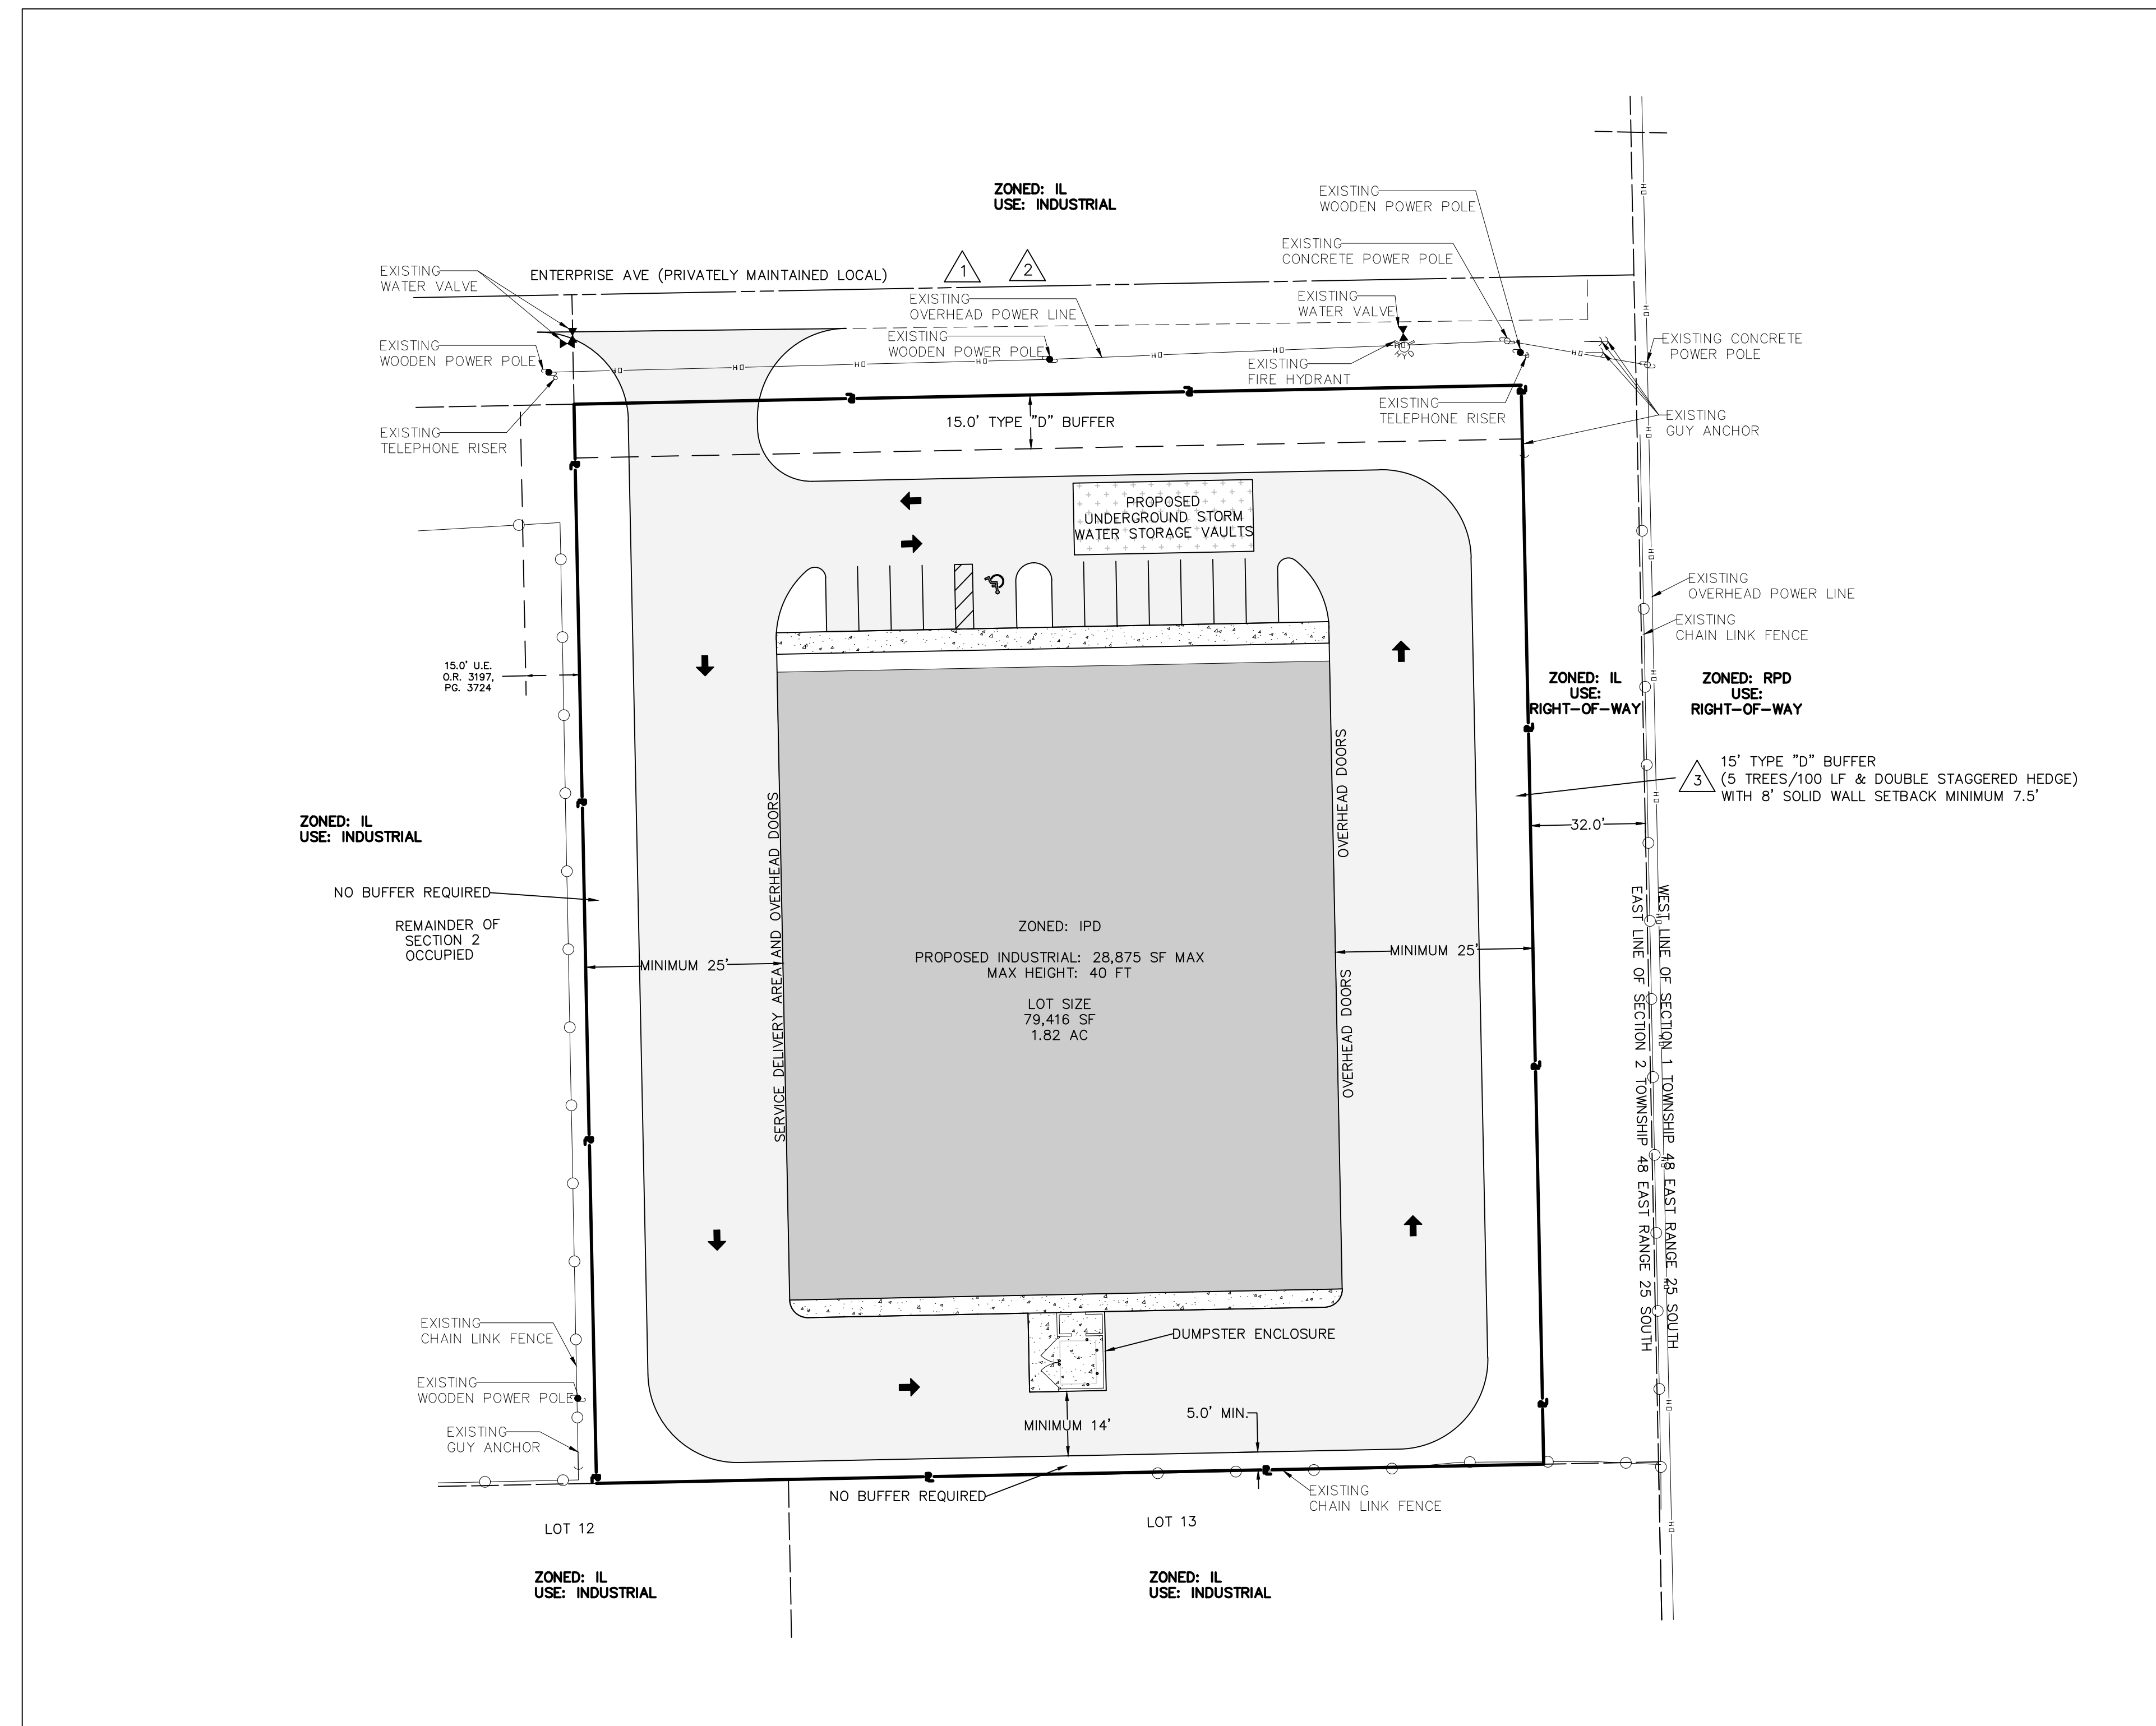 ZONED: IL
USE: INDUSTRIAL
EXISTING
WOODEN POWER POLE
EXISTING
CONCRETE POWER POLE
EXISTING
WATER VALVE
ENTERPRISE AVE (PRIVATELY MAINTAINED LOCAL)
1
2
EXISTING
OVERHEAD POWER LINE
EXISTING
WATER VALVE
EXISTING
WOODEN POWER POLE
EXISTING
WOODEN POWER POLE
EXISTING CONCRETE
POWER POLE
EXISTING
FIRE HYDRANT
EXISTING
TELEPHONE RISER
EXISTING
GUY ANCHOR
15.0' TYPE "D" BUFFER
EXISTING
TELEPHONE RISER
PROPOSED
UNDERGROUND STORM
WATER STORAGE VAULTS
EXISTING
OVERHEAD POWER LINE
EXISTING
CHAIN LINK FENCE
15.0' U.E.
O.R. 3197,
PG. 3724
ZONED: IL
USE:
RIGHT-OF-WAY
ZONED: RPD
USE:
RIGHT-OF-WAY
3
15' TYPE "D" BUFFER
(5 TREES/100 LF & DOUBLE STAGGERED HEDGE)
WITH 8' SOLID WALL SETBACK MINIMUM 7.5'
32.0'
ZONED: IL
USE: INDUSTRIAL
NO BUFFER REQUIRED
REMAINDER OF
SECTION 2
OCCUPIED
MINIMUM 25'
SERVICE DELIVERY AREA AND OVERHEAD DOORS
ZONED: IPD
PROPOSED INDUSTRIAL: 28,875 SF MAX
MAX HEIGHT: 40 FT
LOT SIZE
79,416 SF
1.82 AC
OVERHEAD DOORS
OVERHEAD DOORS
MINIMUM 25'
WEST LINE OF SECTION 1 TOWNSHIP 48 EAST RANGE 25 SOUTH
EAST LINE OF SECTION 2 TOWNSHIP 48 EAST RANGE 25 SOUTH
EXISTING
CHAIN LINK FENCE
EXISTING
WOODEN POWER POLE
EXISTING
GUY ANCHOR
DUMPSTER ENCLOSURE
MINIMUM 14'
5.0' MIN.
NO BUFFER REQUIRED
EXISTING
CHAIN LINK FENCE
LOT 12
LOT 13
ZONED: IL
USE: INDUSTRIAL
ZONED: IL
USE: INDUSTRIAL